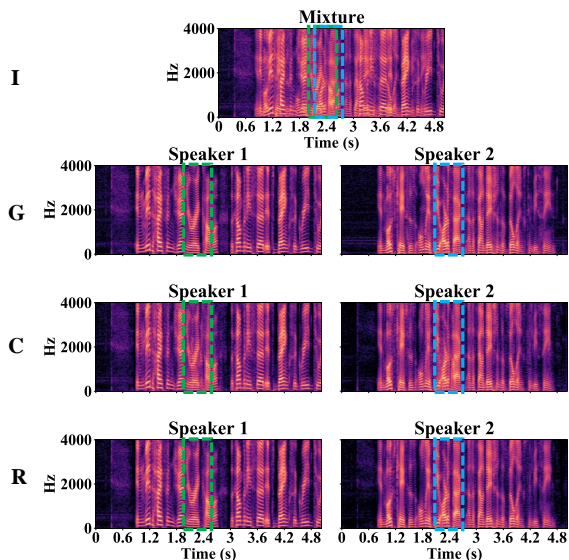 Mixture
I
Hz
4000
2000
0
0 0.6 1.2 1.8 2.4 3 3.6 4.2 4.8
Time (s)
Speaker 1 Speaker 2
G
Hz
4000
2000
0
Speaker 1 Speaker 2
C
Hz
4000
2000
0
Speaker 1 Speaker 2
R
Hz
4000
2000
0
0 0.6 1.2 1.8 2.4 3 3.6 4.2 4.8 0 0.6 1.2 1.8 2.4 3 3.6 4.2 4.8
Time (s) Time (s)